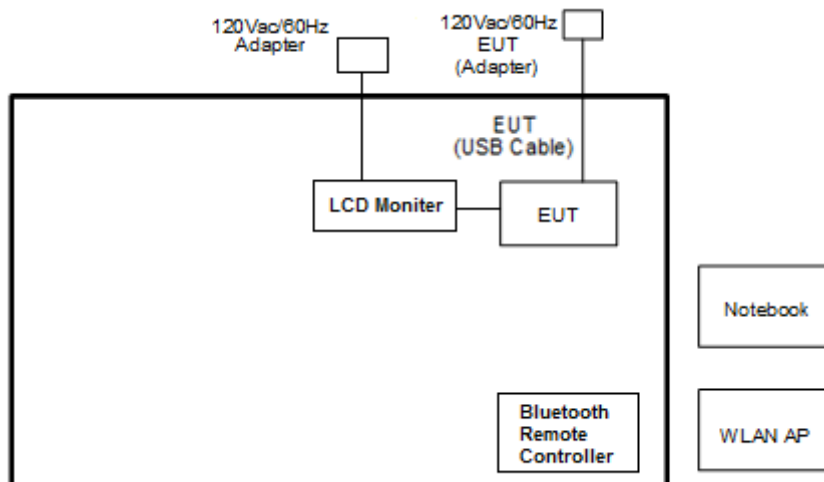 120Vac/60Hz
Adapter
120Vac/60Hz
EUT
(Adapter)
EUT
(USB Cable)
LCD Moniter
EUT
Notebook
Bluetooth
Remote
Controller
WLAN AP